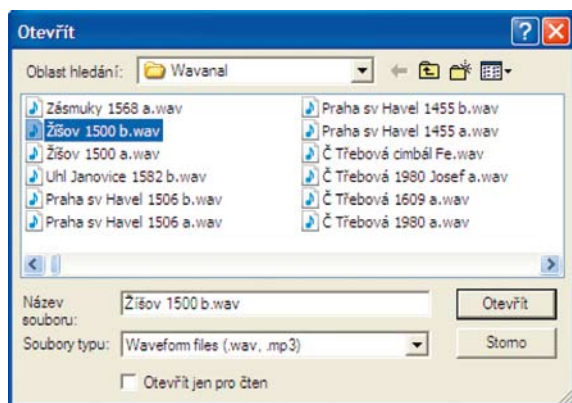 Otevřít
Oblast hledání: Wavanal
Zásmuky 1568 a.wav
Žíšov 1500 b.wav
Žíšov 1500 a.wav
Uhl Janovice 1582 b.wav
Praha sv Havel 1506 b.wav
Praha sv Havel 1506 a.wav
Praha sv Havel 1455 b.wav
Praha sv Havel 1455 a.wav
Č Třebová cimbál Fe.wav
Č Třebová 1980 Josef a.wav
Č Třebová 1609 a.wav
Č Třebová 1980 a.wav
Název souboru: Žíšov 1500 b.wav Otevřít
Soubory typu: Waveform files (.wav, .mp3) Storno
Otevřít jen pro čten